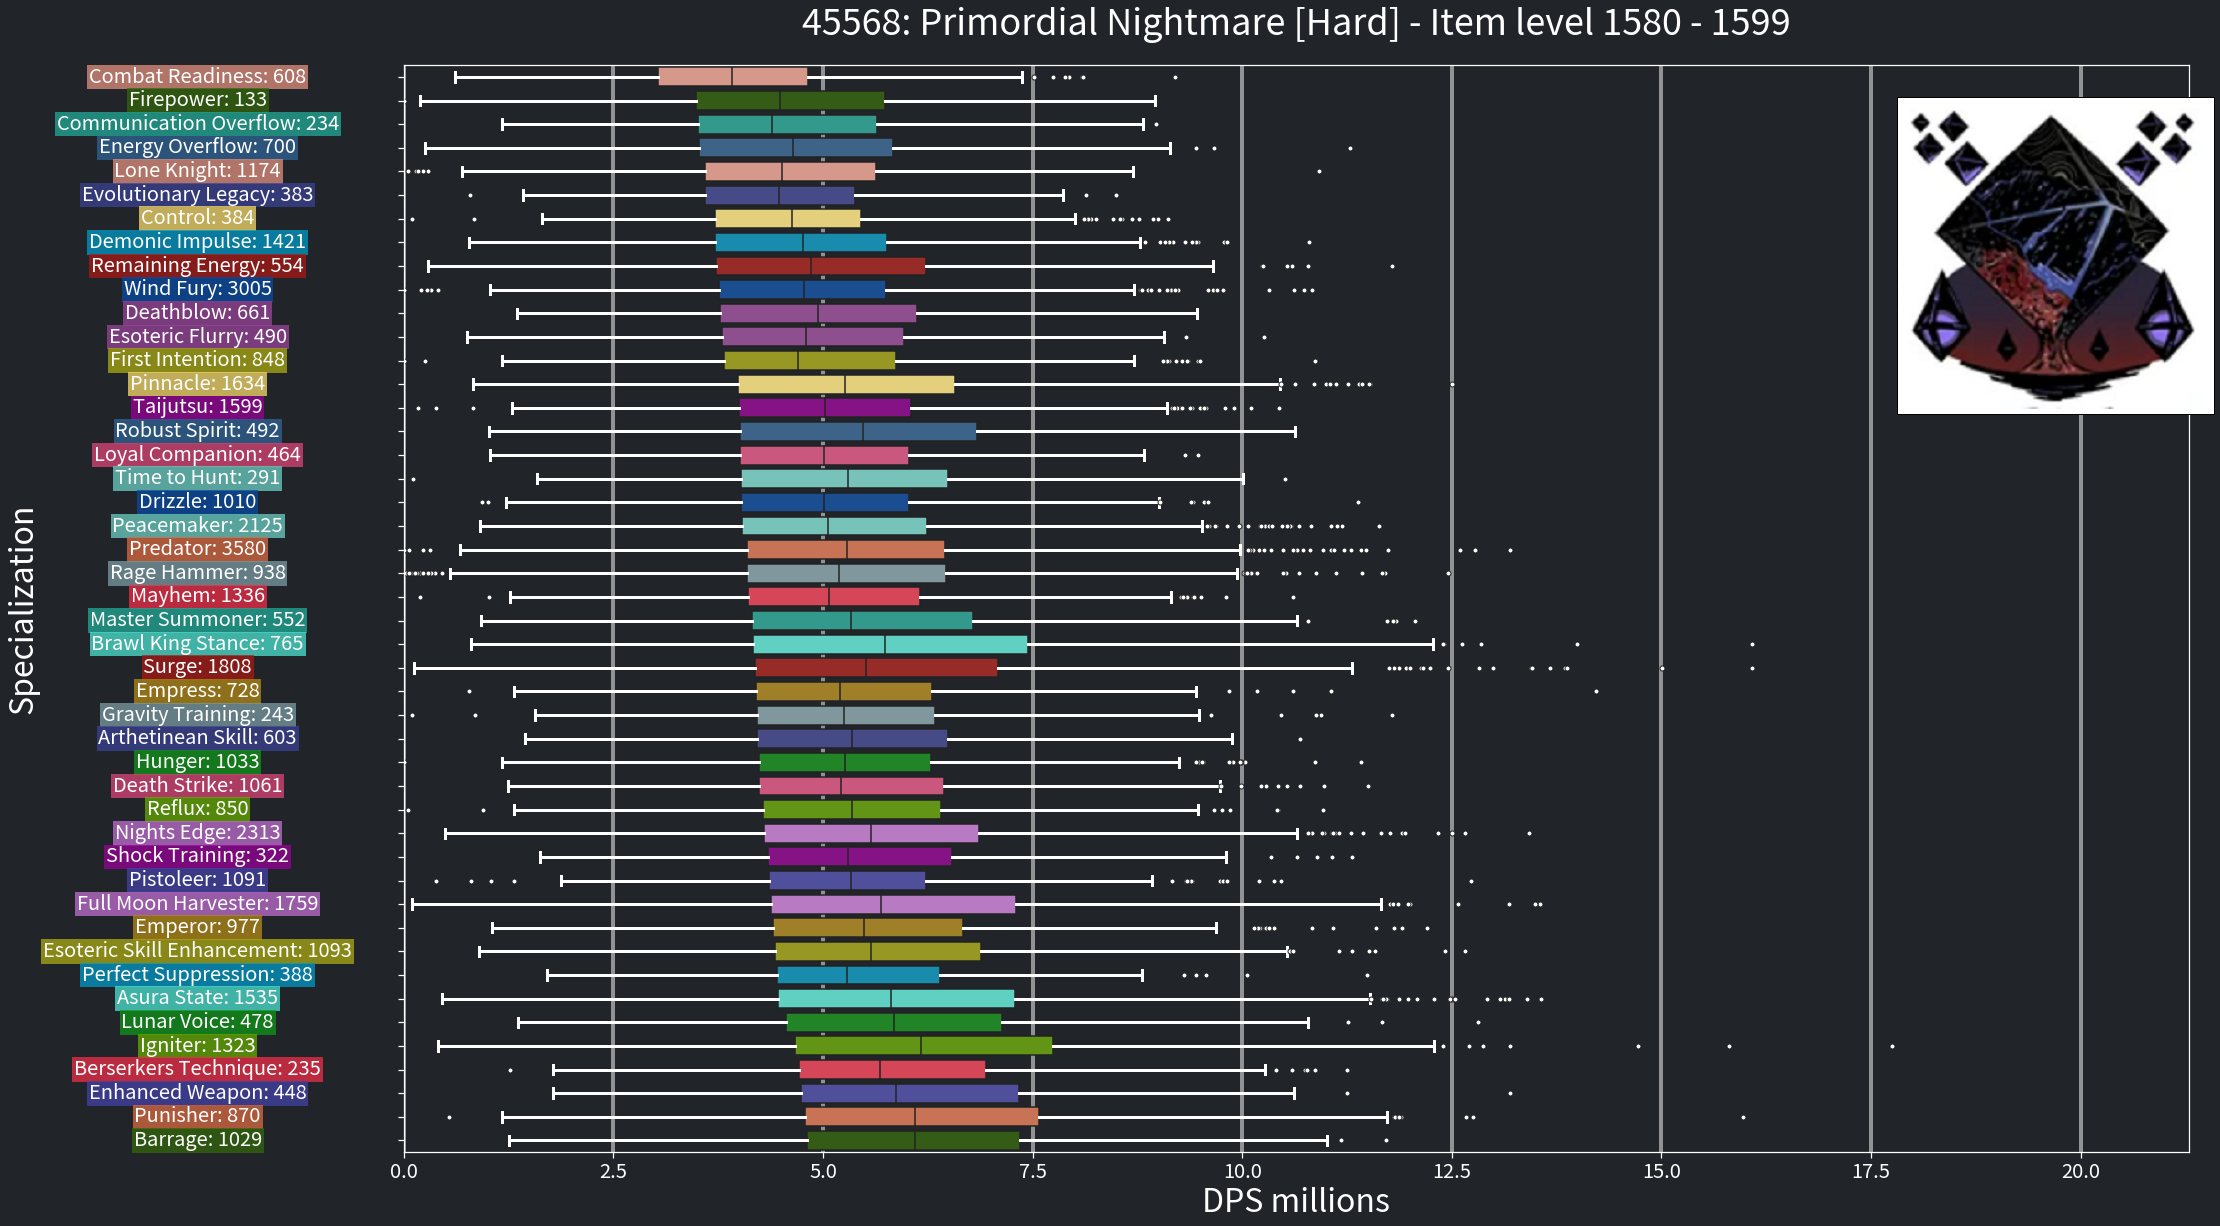 45568: Primordial Nightmare [Hard] - Item level 1580 - 1599
Combat Readiness: 608
Firepower: 133
Communication Overflow: 234
Energy Overflow: 700
Lone Knight: 1174
Evolutionary Legacy: 383
Control: 384
Demonic Impulse: 1421
Remaining Energy: 554
Wind Fury: 3005
Deathblow: 661
Esoteric Flurry: 490
First Intention: 848
Pinnacle: 1634
Taijutsu: 1599
Robust Spirit: 492
Loyal Companion: 464
Time to Hunt: 291
Drizzle: 1010
Peacemaker: 2125
Predator: 3580
Rage Hammer: 938
Mayhem: 1336
Master Summoner: 552
Brawl King Stance: 765
Surge: 1808
Empress: 728
Gravity Training: 243
Arthetinean Skill: 603
Hunger: 1033
Death Strike: 1061
Reflux: 850
Nights Edge: 2313
Shock Training: 322
Pistoleer: 1091
Full Moon Harvester: 1759
Emperor: 977
Esoteric Skill Enhancement: 1093
Perfect Suppression: 388
Asura State: 1535
Lunar Voice: 478
Igniter: 1323
Berserkers Technique: 235
Enhanced Weapon: 448
Punisher: 870
Barrage: 1029
Specialization
0.0 2.5 5.0 7.5 10.0 12.5 15.0 17.5 20.0
DPS millions